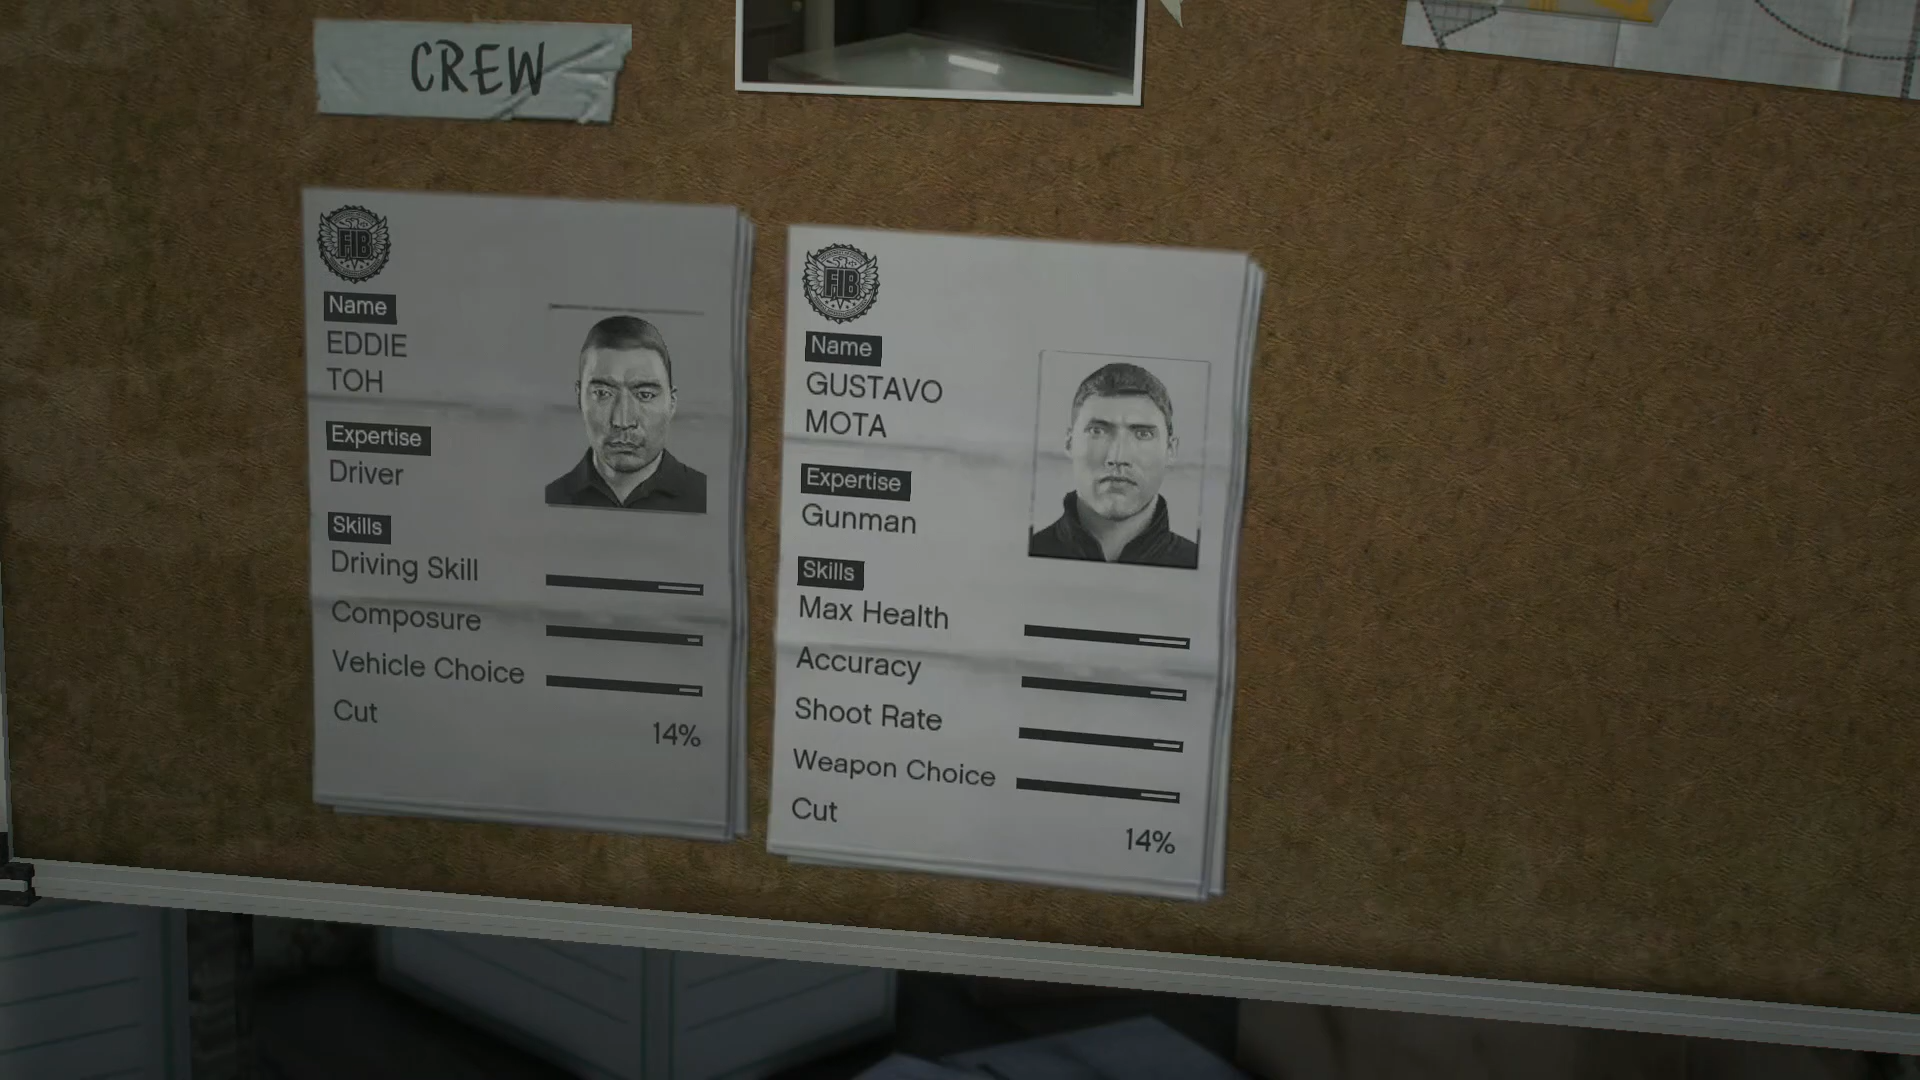 CREW
FIB
Name
EDDIE
TOH
Expertise
Driver
Skills
Driving Skill
Composure
Vehicle Choice
Cut
14%
FIB
Name
GUSTAVO
MOTA
Expertise
Gunman
Skills
Max Health
Accuracy
Shoot Rate
Weapon Choice
Cut
14%